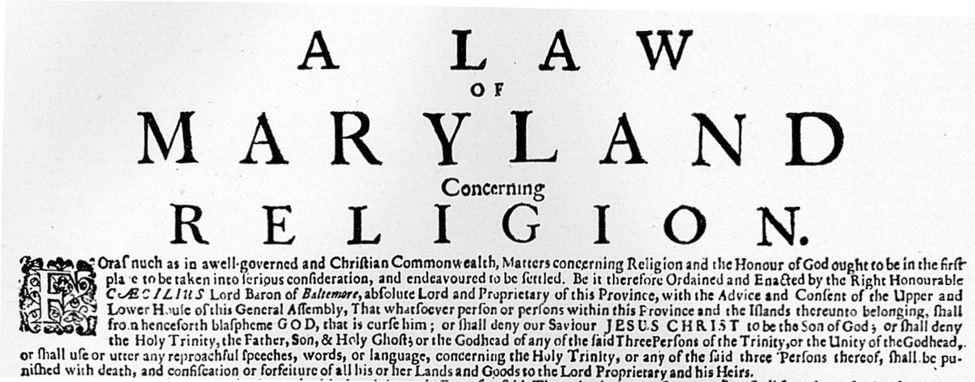 A LAW
OF
MARYLAND
Concerning
RELIGION.
FOraſmuch as in a well-governed and Chriſtian Commonwealth, Matters concerning Religion and the Honour of God ought to be in the firſt
place to be taken into ſerious conſideration, and endeavoured to be ſettled. Be it therefore Ordained and Enacted by the Right Honourable
CÆCILIUS Lord Baron of Baltemore, abſolute Lord and Proprietary of this Province, with the Advice and Conſent of the Upper and
Lower Houſe of this General Aſſembly, That whatſoever perſon or perſons within this Province and the Iſlands thereunto belonging, ſhall
from henceforth blaſpheme GOD, that is curſe him; or ſhall deny our Saviour JESUS CHRIST to be the Son of God; or ſhall deny
the Holy Trinity, the Father, Son, & Holy Ghoſt; or the Godhead of any of the ſaid Three Perſons of the Trinity, or the Unity of the Godhead,
or ſhall uſe or utter any reproachful ſpeeches, words, or language, concerning the Holy Trinity, or any of the ſaid three Perſons thereof, ſhall be pu-
niſhed with death, and confiſcation or forfeiture of all his or her Lands and Goods to the Lord Proprietary and his Heirs.